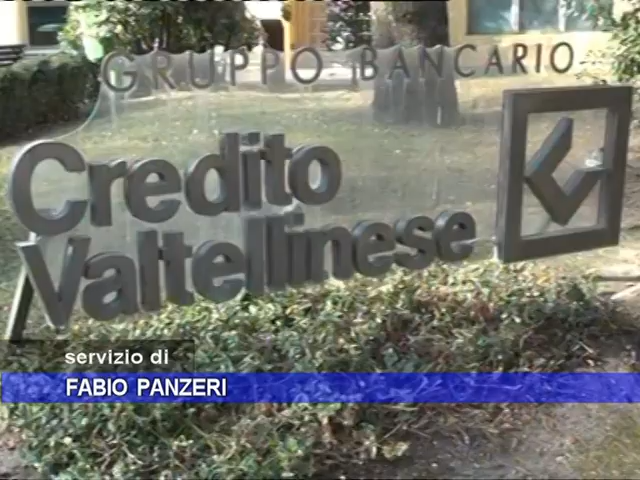 GRUPPO BANCARIO
Credito
Valtellinese
servizio di
FABIO PANZERI